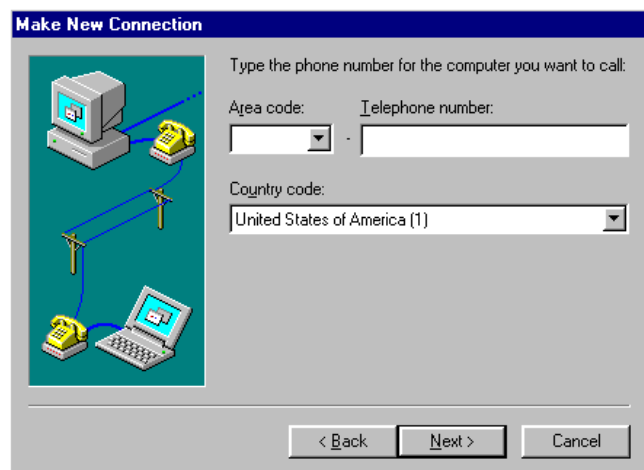 Make New Connection
Type the phone number for the computer you want to call:
Area code: Telephone number:
-
Country code:
United States of America (1)
< Back Next > Cancel